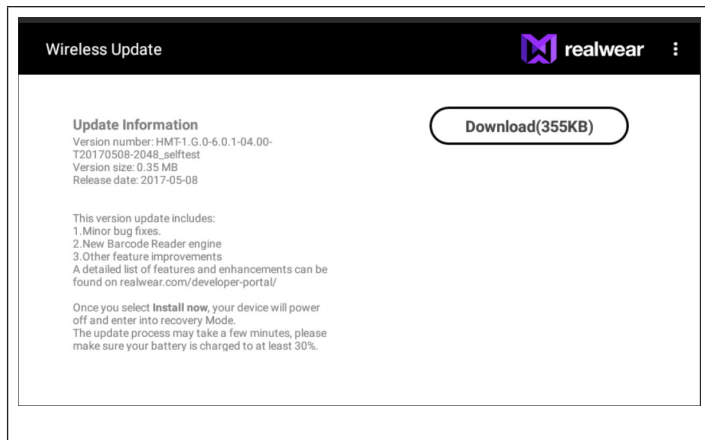 Wireless Update
realwear
Update Information
Version number: HMT-1.G.0-6.0.1-04.00-
T20170508-2048_selftest
Version size: 0.35 MB
Release date: 2017-05-08
Download(355KB)
This version update includes:
1.Minor bug fixes.
2.New Barcode Reader engine
3.Other feature improvements
A detailed list of features and enhancements can be
found on realwear.com/developer-portal/
Once you select Install now, your device will power
off and enter into recovery Mode.
The update process may take a few minutes, please
make sure your battery is charged to at least 30%.